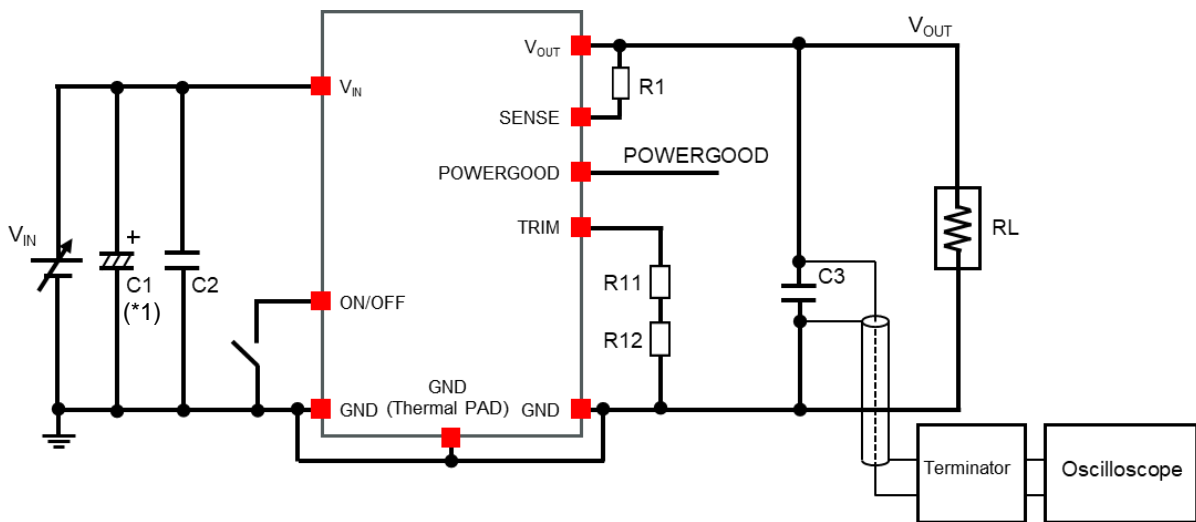 VOUT
VOUT
R1
VIN
SENSE
POWERGOOD
POWERGOOD
TRIM
VIN
+
C1
(*1)
C2
ON/OFF
R11
R12
C3
RL
GND
GND
(Thermal PAD)
GND
Terminator
Oscilloscope